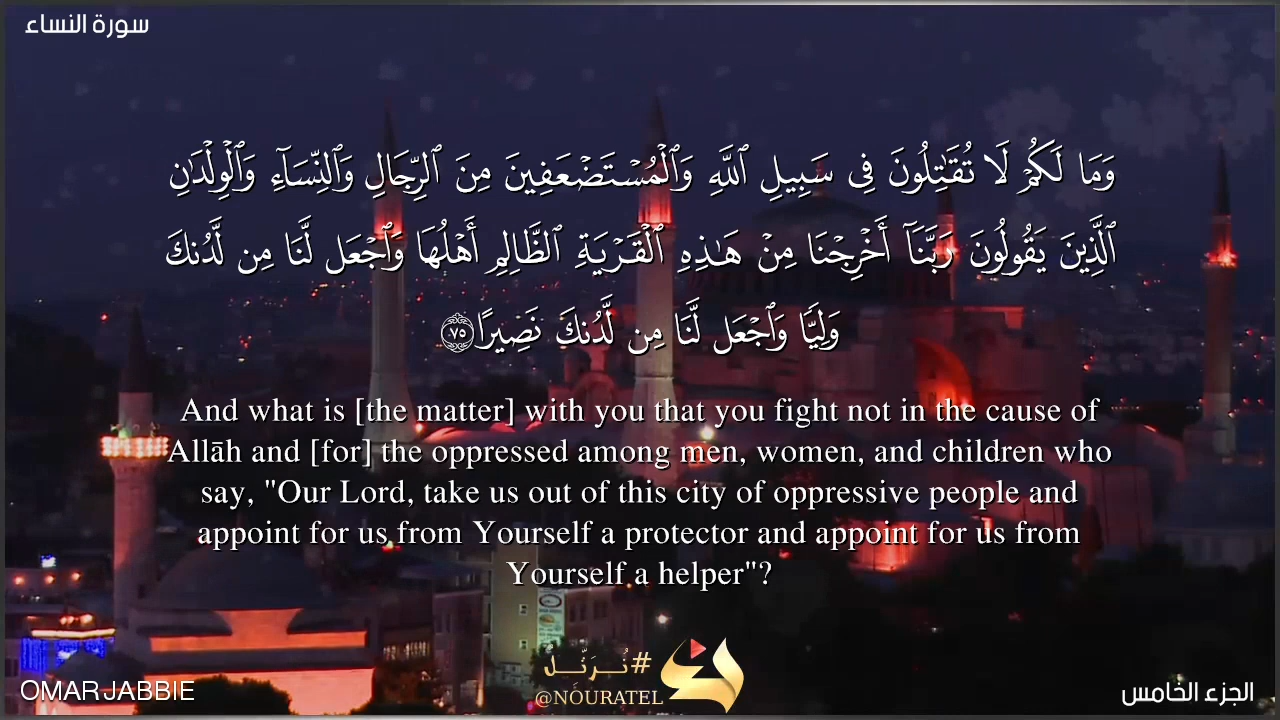 سورة النساء
وَمَا لَكُمۡ لَا تُقَٰتِلُونَ فِى سَبِيلِ ٱللَّهِ وَٱلۡمُسۡتَضۡعَفِينَ مِنَ ٱلرِّجَالِ وَٱلنِّسَآءِ وَٱلۡوِلۡدَٰنِ
ٱلَّذِينَ يَقُولُونَ رَبَّنَآ أَخۡرِجۡنَا مِنۡ هَٰذِهِ ٱلۡقَرۡيَةِ ٱلظَّالِمِ أَهۡلُهَا وَٱجۡعَل لَّنَا مِن لَّدُنكَ
وَلِيًّا وَٱجۡعَل لَّنَا مِن لَّدُنكَ نَصِيرًا ٧٥
And what is [the matter] with you that you fight not in the cause of
Allāh and [for] the oppressed among men, women, and children who
say, "Our Lord, take us out of this city of oppressive people and
appoint for us from Yourself a protector and appoint for us from
Yourself a helper"?
#نُرَتِّلُ
@NOURATEL
OMAR JABBIE
الجزء الخامس